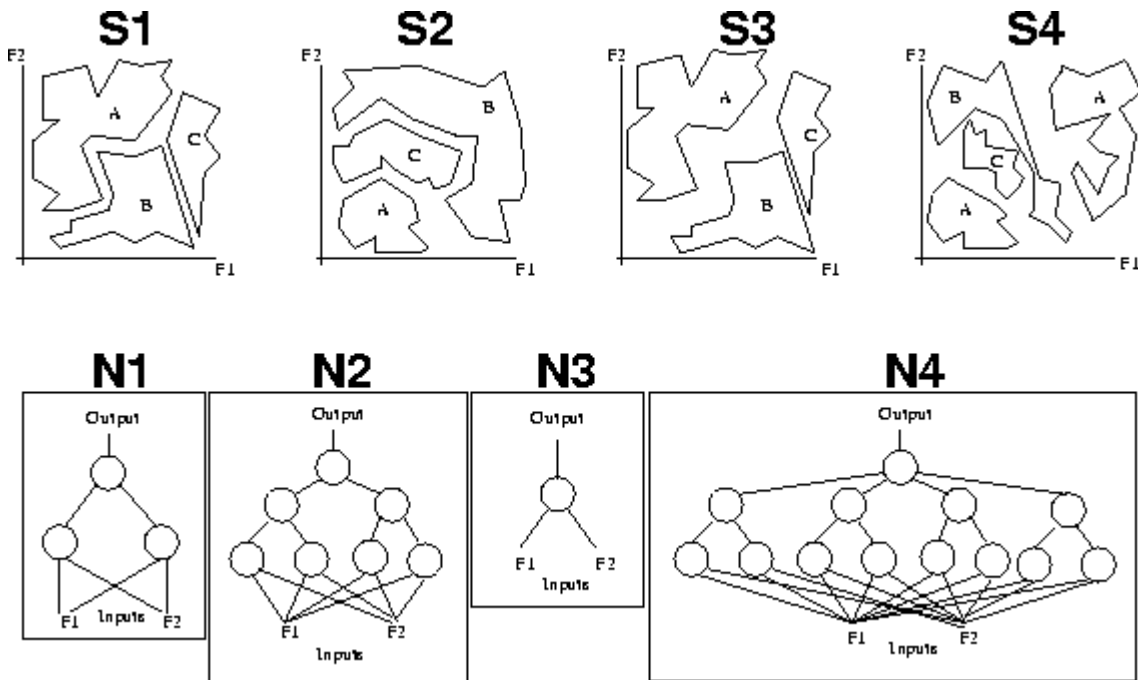 S1 S2 S3 S4
F2 F2 F2 F2
A B C
B C A
A C B
B A C A
F1 F1 F1 F1
N1 N2 N3 N4
Output Output Output Output
F1 F2
Inputs
F1 Inputs F2
F1 F2
Inputs
F1 F2
Inputs